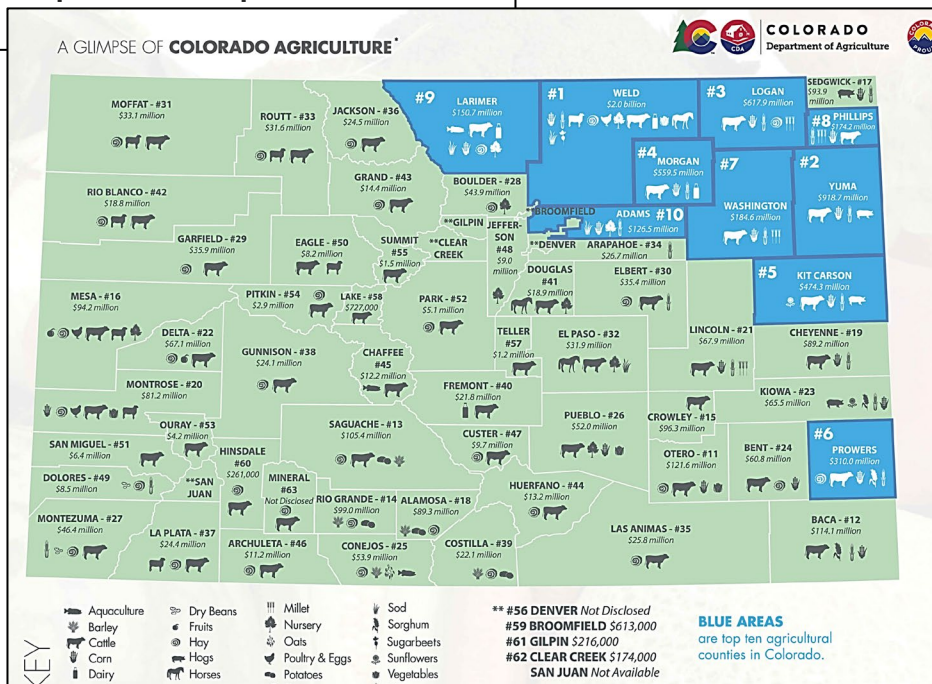 A GLIMPSE OF COLORADO AGRICULTURE*
COLORADO
Department of Agriculture
CDA
MOFFAT - #31
$33.1 million
ROUTT - #33
$31.6 million
JACKSON - #36
$24.5 million
#9
LARIMER
$150.7 million
#1
WELD
$2.0 billion
#3
LOGAN
$617.9 million
SEDGWICK - #17
$93.9
million
#8 PHILLIPS
$174.2 million
RIO BLANCO - #42
$18.8 million
GRAND - #43
$14.4 million
BOULDER - #28
$43.9 million
#4
MORGAN
$559.5 million
#7
WASHINGTON
$184.6 million
#2
YUMA
$918.7 million
GARFIELD - #29
$35.9 million
EAGLE - #50
$8.2 million
SUMMIT
#55
$1.5 million
**CLEAR
CREEK
**GILPIN
JEFFER-
SON
#48
$9.0
million
**BROOMFIELD
ADAMS #10
$126.5 million
**DENVER
ARAPAHOE - #34
$26.7 million
#5
KIT CARSON
$474.3 million
MESA - #16
$94.2 million
PITKIN - #54
$2.9 million
LAKE - #58
$727,000
PARK - #52
$5.1 million
DOUGLAS
#41
$18.9 million
ELBERT - #30
$35.4 million
DELTA - #22
$67.1 million
GUNNISON - #38
$24.1 million
CHAFFEE
#45
$12.2 million
TELLER
#57
$1.2 million
EL PASO - #32
$31.9 million
LINCOLN - #21
$67.9 million
CHEYENNE - #19
$89.2 million
MONTROSE - #20
$81.2 million
FREMONT - #40
$21.8 million
KIOWA - #23
$65.5 million
OURAY - #53
$4.2 million
SAGUACHE - #13
$105.4 million
CUSTER - #47
$9.7 million
PUEBLO - #26
$52.0 million
CROWLEY - #15
$96.3 million
#6
PROWERS
$310.0 million
SAN MIGUEL - #51
$6.4 million
HINSDALE
#60
$261,000
OTERO - #11
$121.6 million
BENT - #24
$60.8 million
DOLORES - #49
$8.5 million
**SAN
JUAN
MINERAL
#63
Not Disclosed
RIO GRANDE - #14
$99.0 million
ALAMOSA - #18
$89.3 million
HUERFANO - #44
$13.2 million
MONTEZUMA - #27
$46.4 million
LA PLATA - #37
$24.4 million
ARCHULETA - #46
$11.2 million
CONEJOS - #25
$53.9 million
COSTILLA - #39
$22.1 million
LAS ANIMAS - #35
$25.8 million
BACA - #12
$114.1 million
KEY
Aquaculture
Barley
Cattle
Corn
Dairy
Dry Beans
Fruits
Hay
Hogs
Horses
Millet
Nursery
Oats
Poultry & Eggs
Potatoes
Sod
Sorghum
Sugarbeets
Sunflowers
Vegetables
** #56 DENVER Not Disclosed
#59 BROOMFIELD $613,000
#61 GILPIN $216,000
#62 CLEAR CREEK $174,000
SAN JUAN Not Available
BLUE AREAS
are top ten agricultural
counties in Colorado.